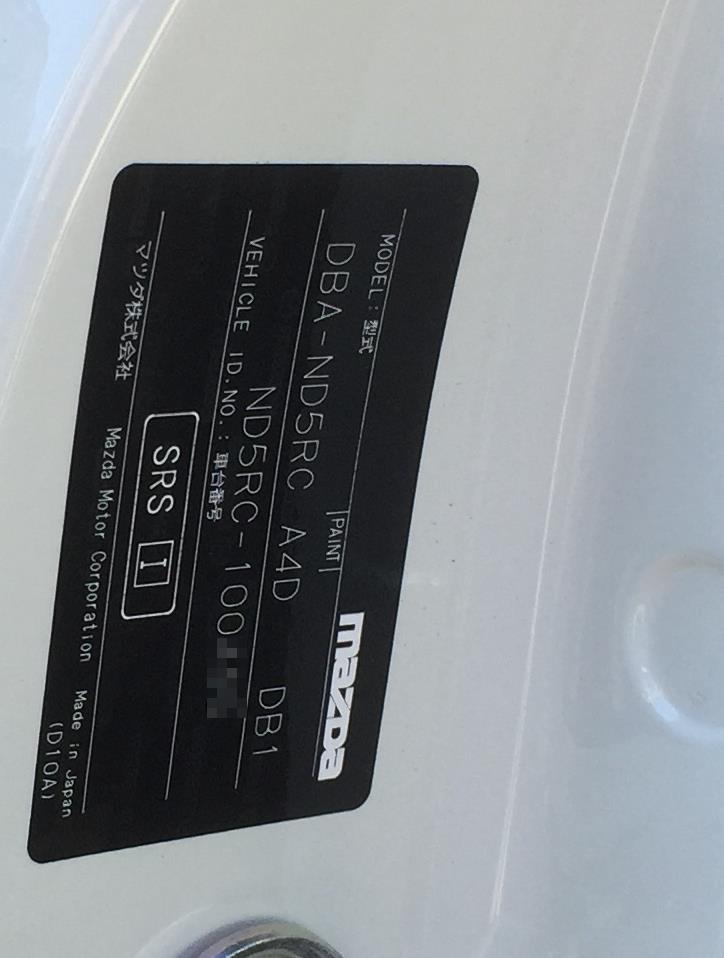 mazda
MODEL：型式
PAINT
DBA-ND5RC A4D DB1
VEHICLE ID.NO.：車台番号
ND5RC-100
SRS I
マツダ株式会社 Mazda Motor Corporation Made in Japan
(D10A)